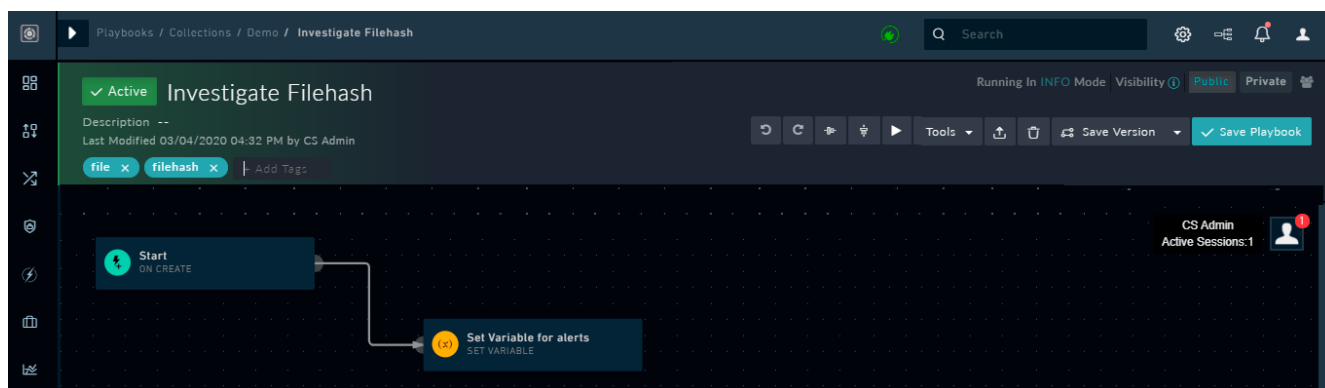 Playbooks / Collections / Demo / Investigate Filehash
Search
Active Investigate Filehash
Running In INFO Mode Visibility Public Private
Description --
Last Modified 03/04/2020 04:32 PM by CS Admin
Tools Save Version Save Playbook
file x filehash x + Add Tags
CS Admin 1
Active Sessions:1
Start
ON CREATE
(x) Set Variable for alerts
SET VARIABLE